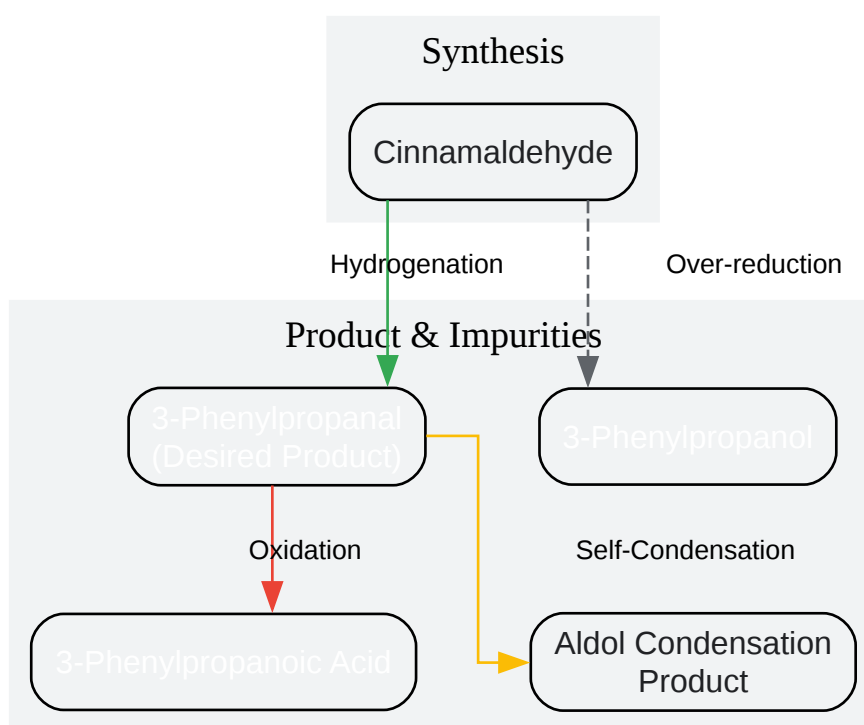 Synthesis
Cinnamaldehyde
Hydrogenation
Over-reduction
Product & Impurities
3-Phenylpropanal
(Desired Product)
3-Phenylpropanol
Oxidation
Self-Condensation
3-Phenylpropanoic Acid
Aldol Condensation
Product